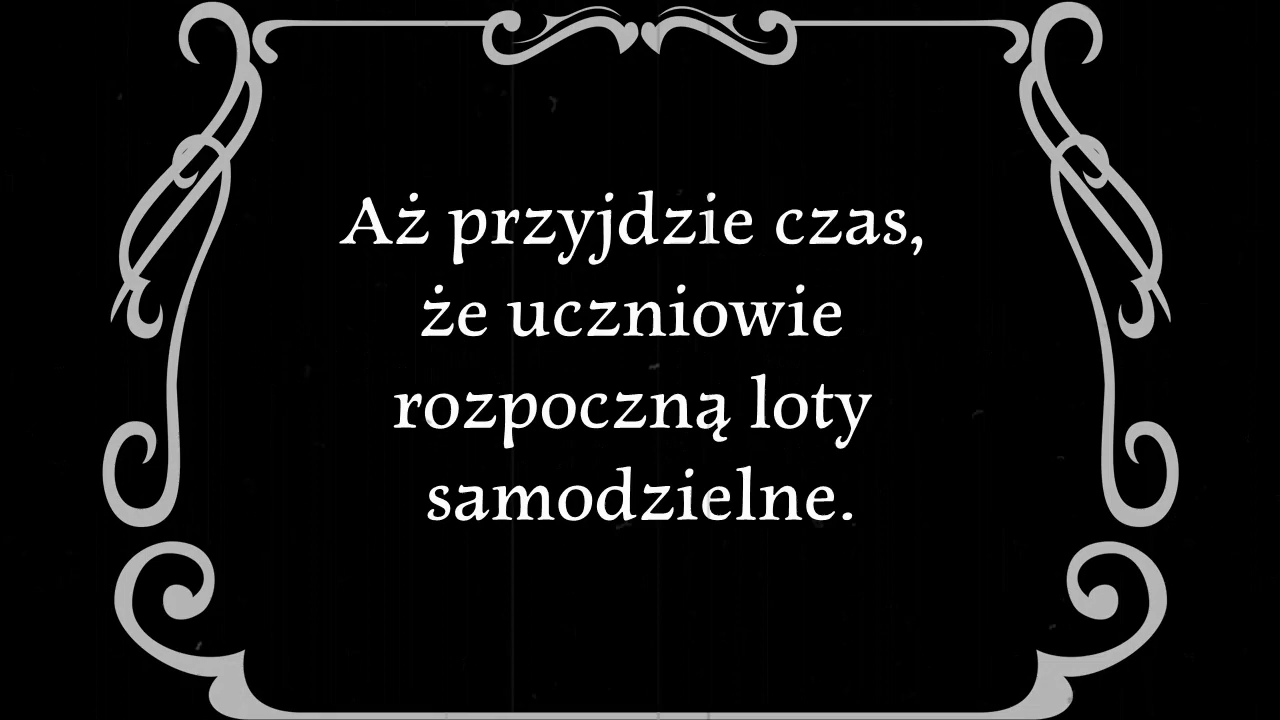 Aż przyjdzie czas,
że uczniowie
rozpoczną loty
samodzielne.